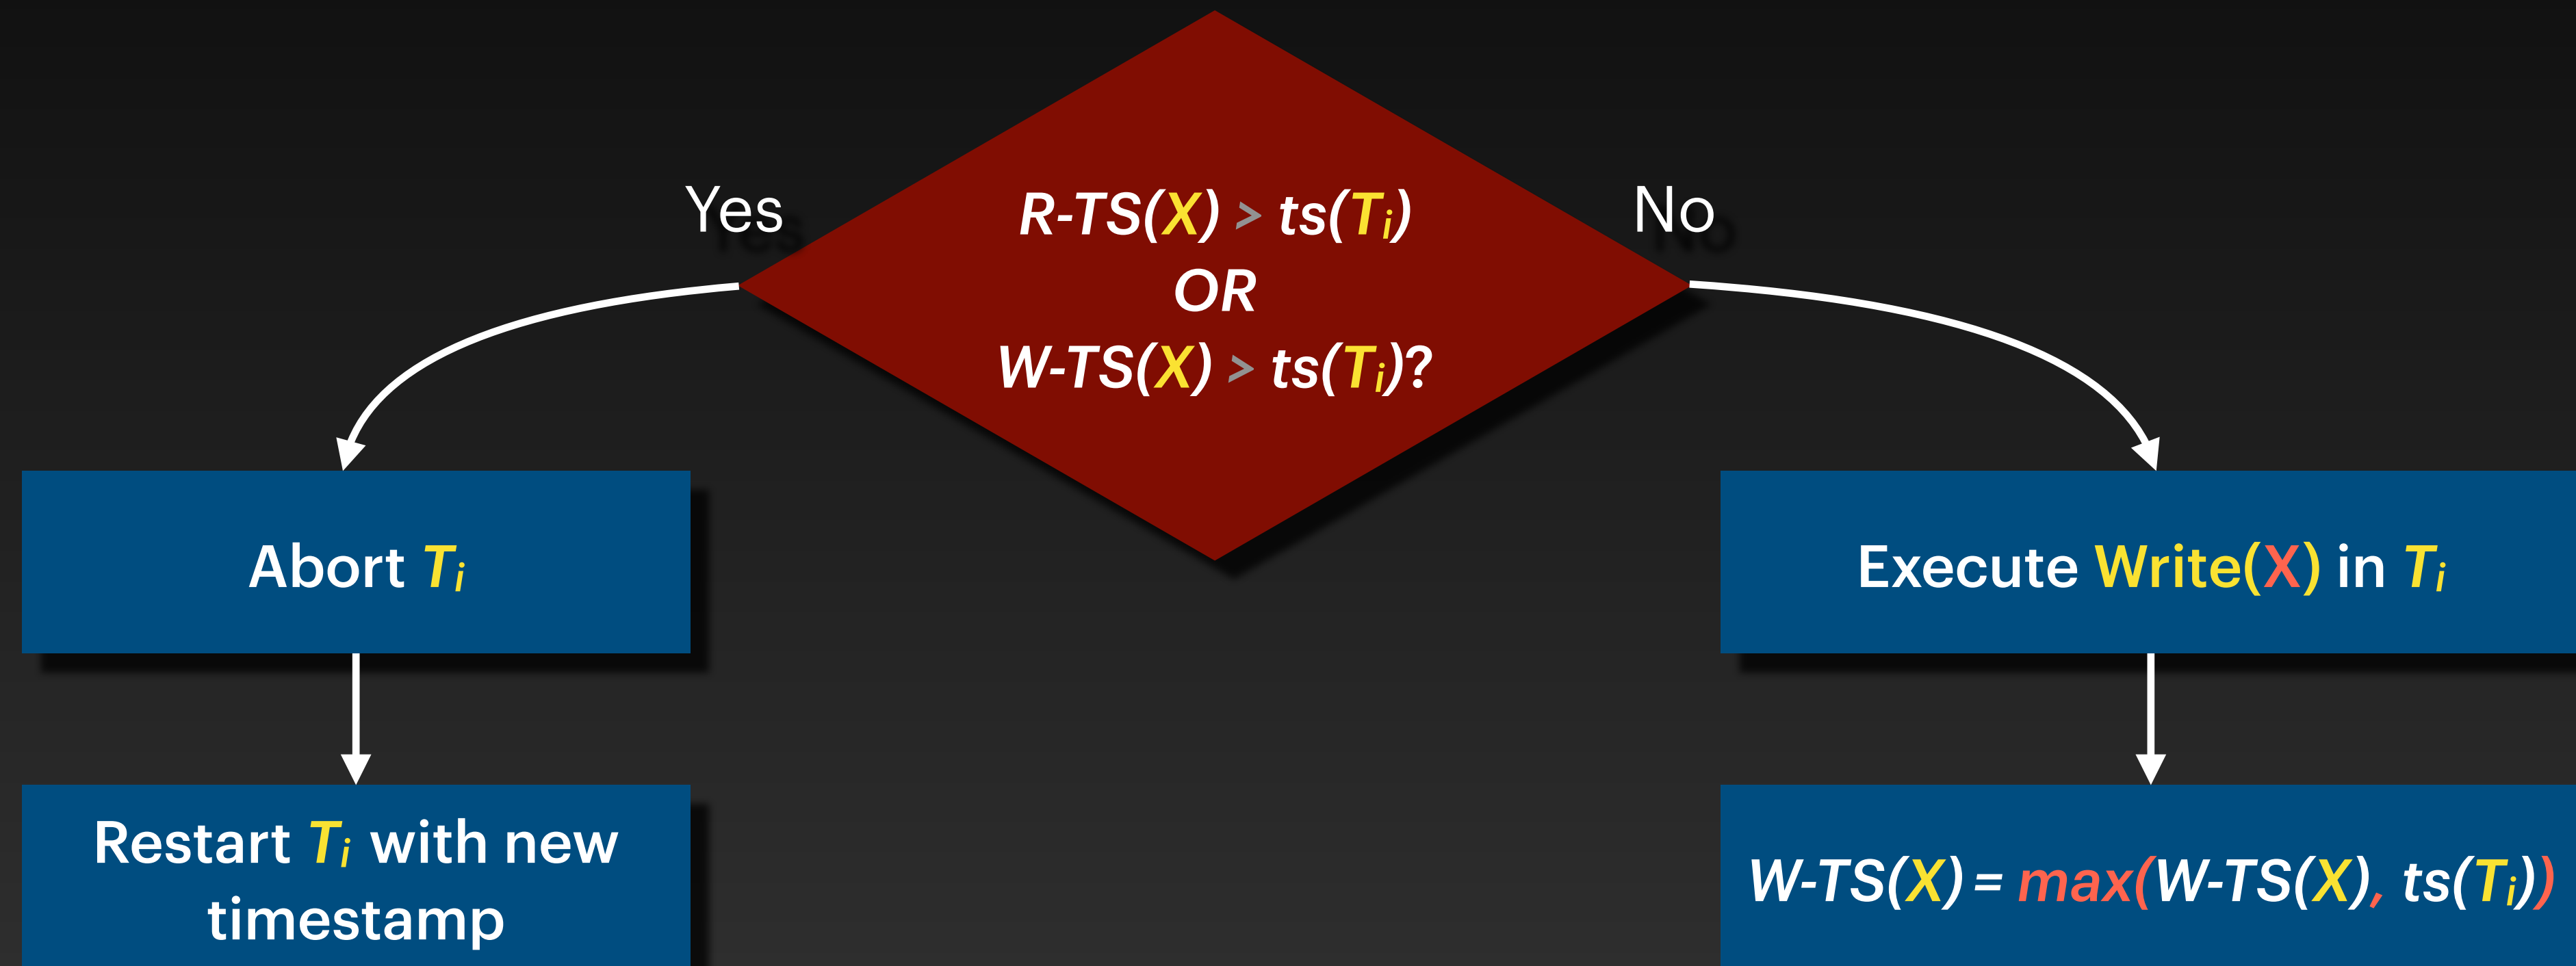 Yes
R-TS(X) > ts(Tᵢ)
OR
W-TS(X) > ts(Tᵢ)?
No
Abort Tᵢ
Execute Write(X) in Tᵢ
Restart Tᵢ with new
timestamp
W-TS(X) = max(W-TS(X), ts(Tᵢ))